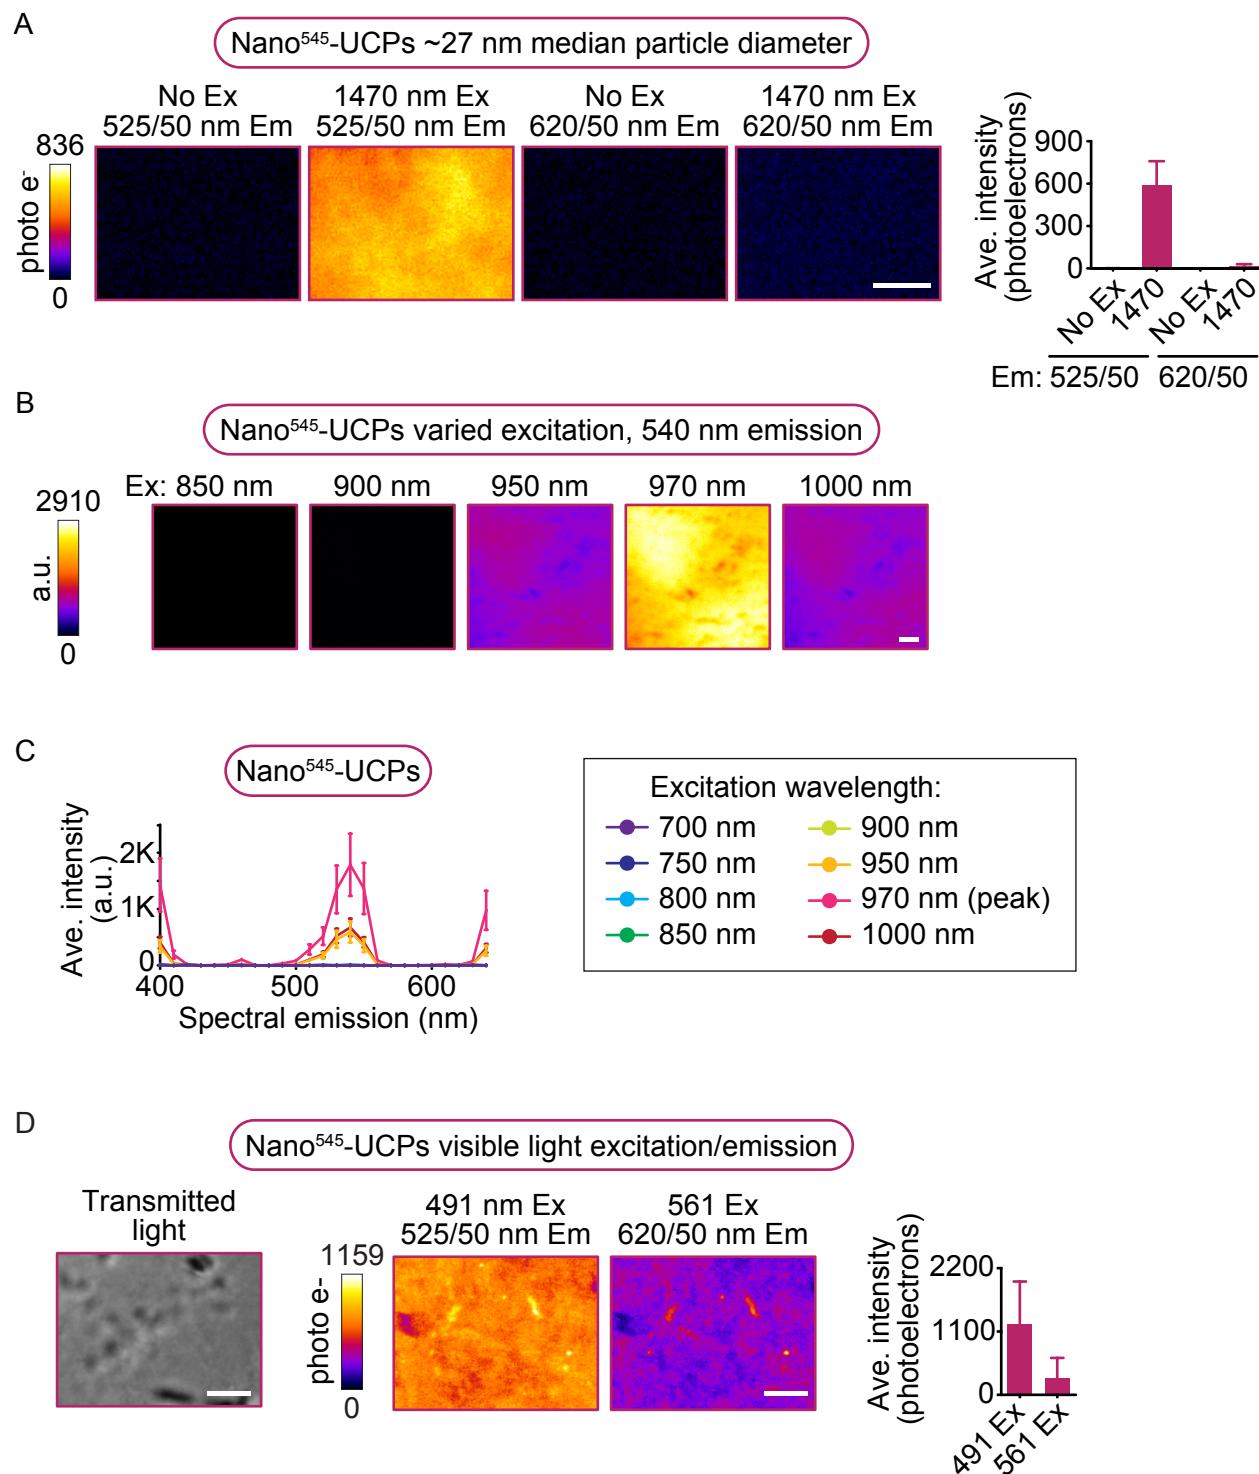 A
Nano⁵⁴⁵-UCPs ~27 nm median particle diameter
No Ex
525/50 nm Em
1470 nm Ex
525/50 nm Em
No Ex
620/50 nm Em
1470 nm Ex
620/50 nm Em
836
photo e⁻
0
Ave. intensity
(photoelectrons)
900
600
300
0
No Ex
1470
No Ex
1470
Em: 525/50 620/50
B
Nano⁵⁴⁵-UCPs varied excitation, 540 nm emission
Ex: 850 nm 900 nm 950 nm 970 nm 1000 nm
2910
a.u.
0
C
Nano⁵⁴⁵-UCPs
Ave. intensity
(a.u.)
2K
1K
0
400 500 600
Spectral emission (nm)
Excitation wavelength:
700 nm
750 nm
800 nm
850 nm
900 nm
950 nm
970 nm (peak)
1000 nm
D
Nano⁵⁴⁵-UCPs visible light excitation/emission
Transmitted
light
1159
photo e-
0
491 nm Ex
525/50 nm Em
561 Ex
620/50 nm Em
Ave. intensity
(photoelectrons)
2200
1100
0
491 Ex
561 Ex